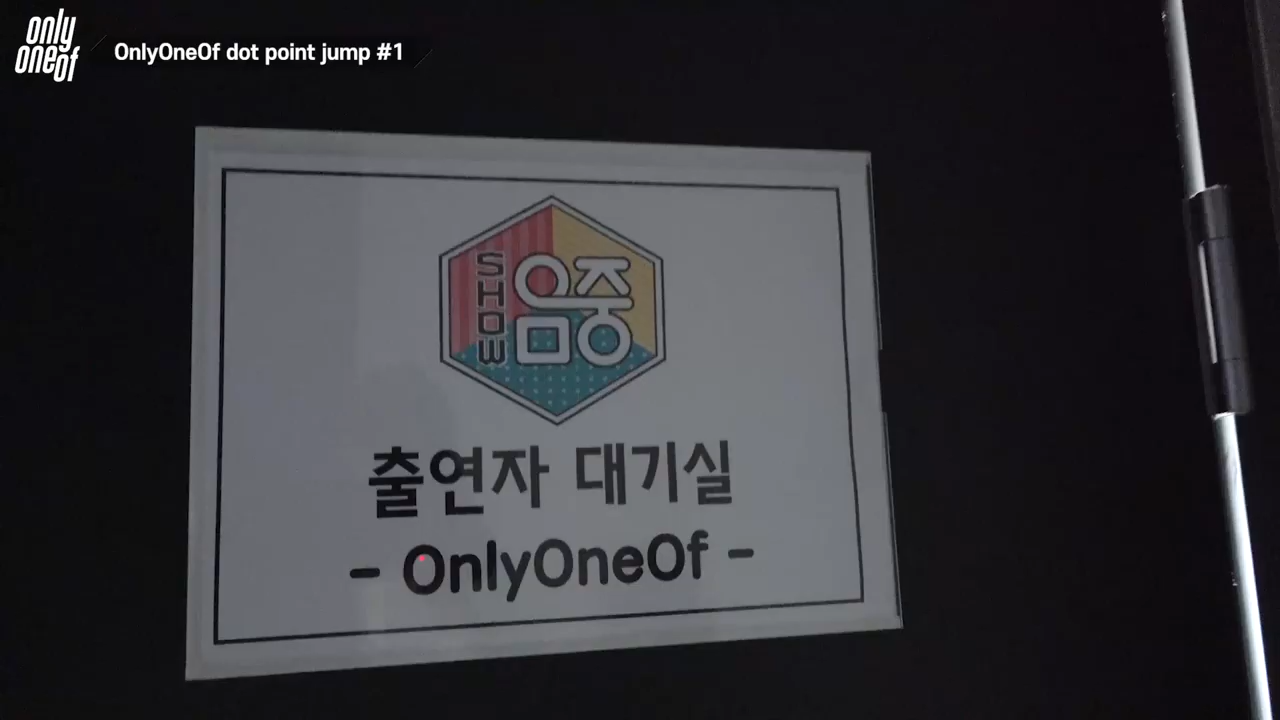 only
oneof
OnlyOneOf dot point jump #1
SHOW
음중
출연자 대기실
- OnlyOneOf -